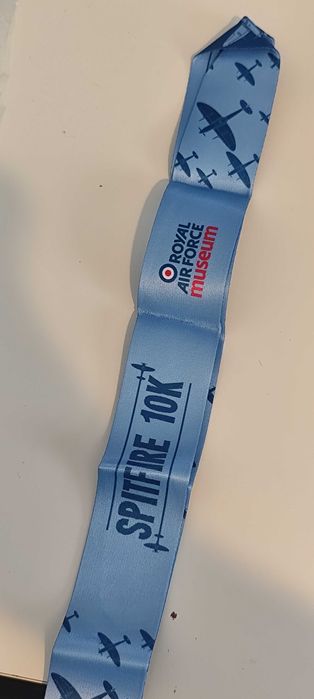 ROYAL
AIR FORCE
museum
SPITFIRE 10K